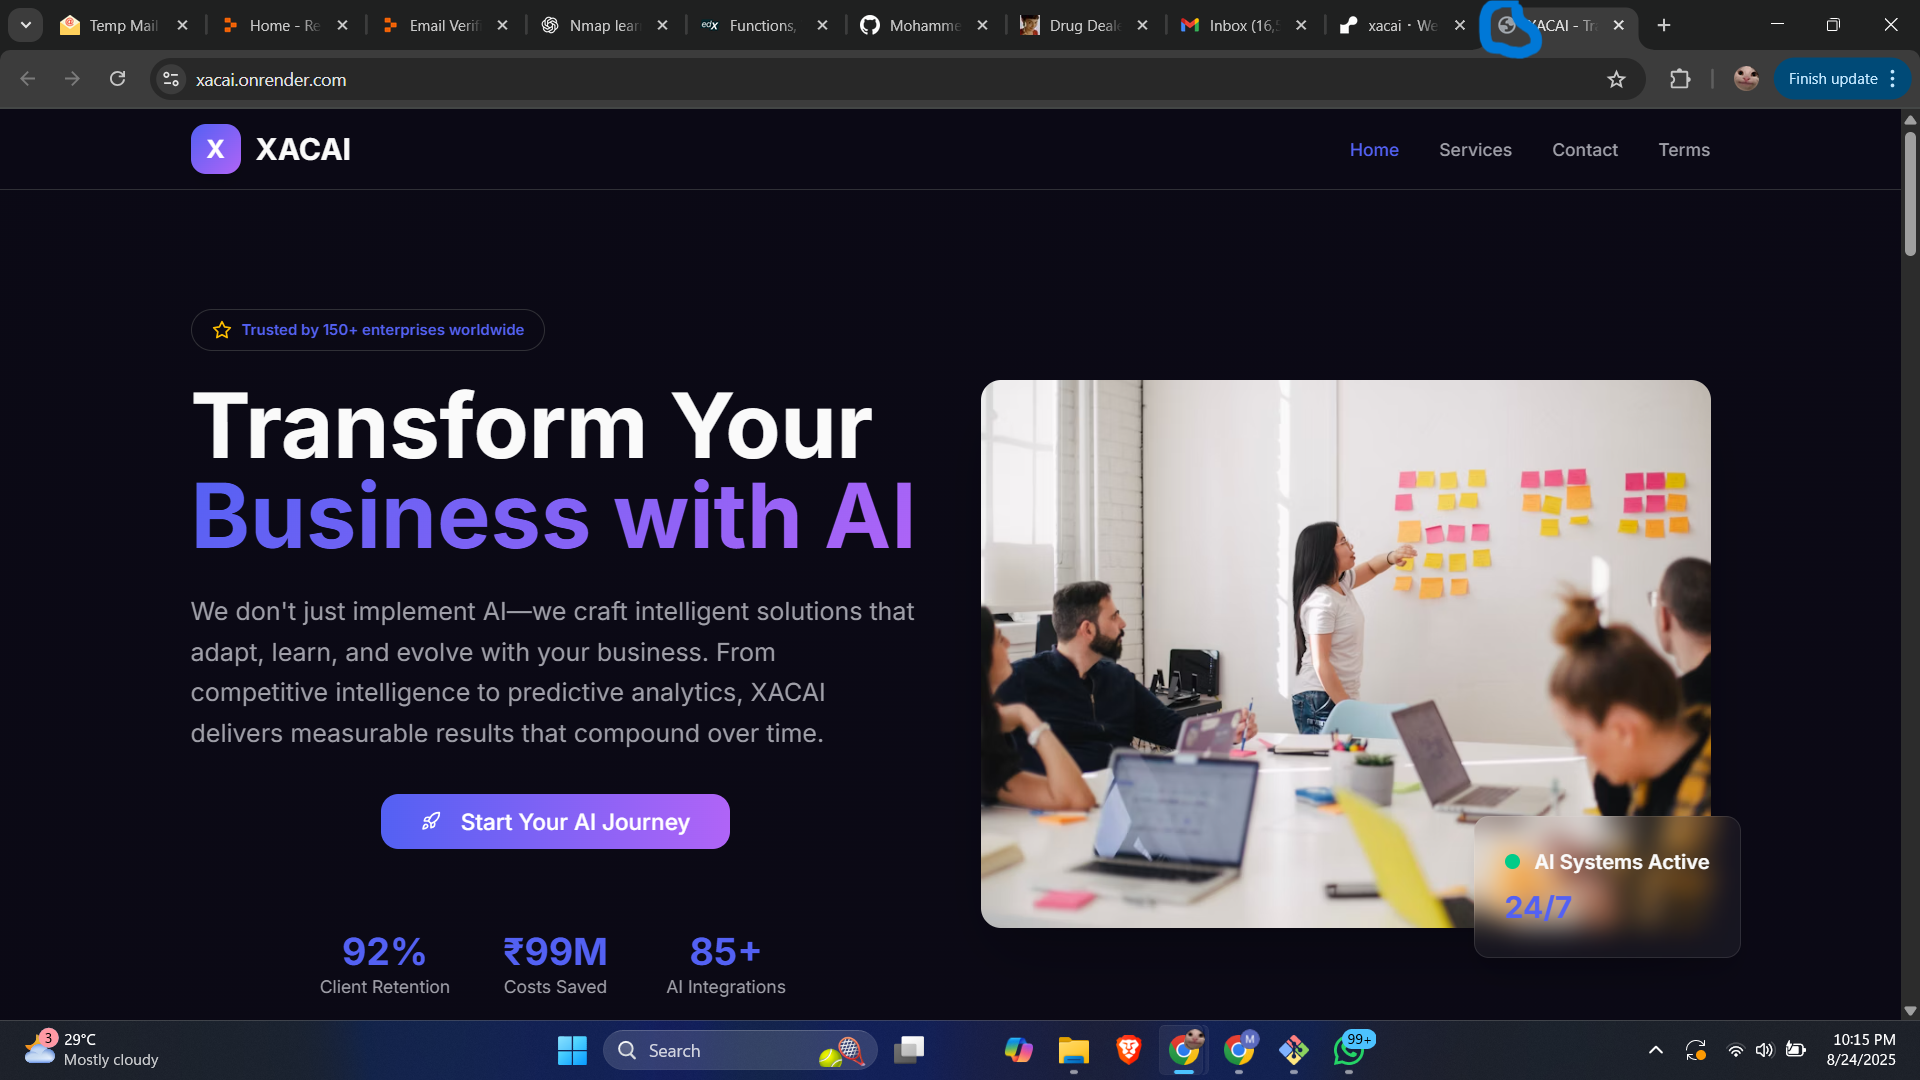 Temp Mail
Home - Re
Email Verifi
Nmap lear
edx
Functions,
Mohamme
Drug Deale
Inbox (16,5
xacai · We
XACAI - Tr
xacai.onrender.com
Finish update
X
XACAI
Home
Services
Contact
Terms
Trusted by 150+ enterprises worldwide
Transform Your
Business with AI
We don't just implement AI—we craft intelligent solutions that
adapt, learn, and evolve with your business. From
competitive intelligence to predictive analytics, XACAI
delivers measurable results that compound over time.
Start Your AI Journey
AI Systems Active
24/7
92%
₹99M
85+
Client Retention
Costs Saved
AI Integrations
3
29°C
Mostly cloudy
Search
M
99+
10:15 PM
8/24/2025